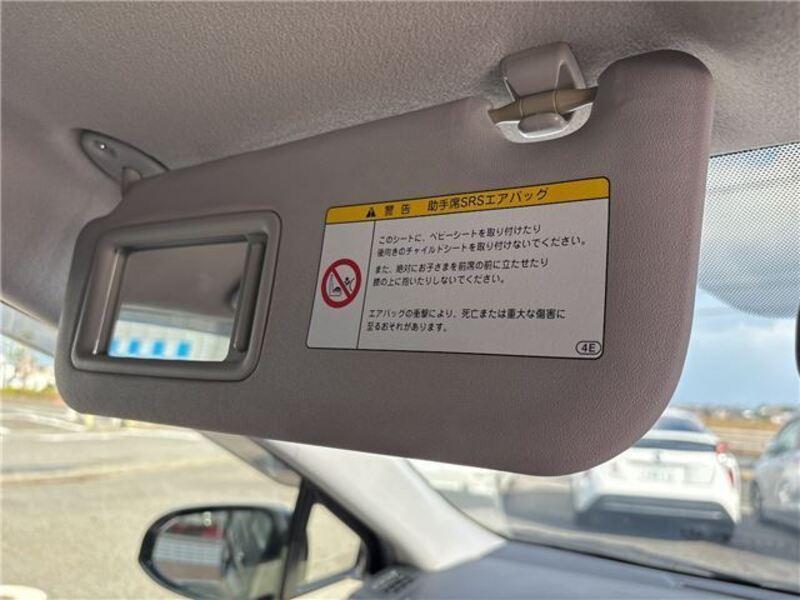 警 告 助手席SRSエアバッグ
このシートに、ベビーシートを取り付けたり
後向きのチャイルドシートを取り付けないでください。
また、絶対にお子さまを前席の前に立たせたり
膝の上に抱いたりしないでください。
エアバッグの衝撃により、死亡または重大な傷害に
至るおそれがあります。
4E